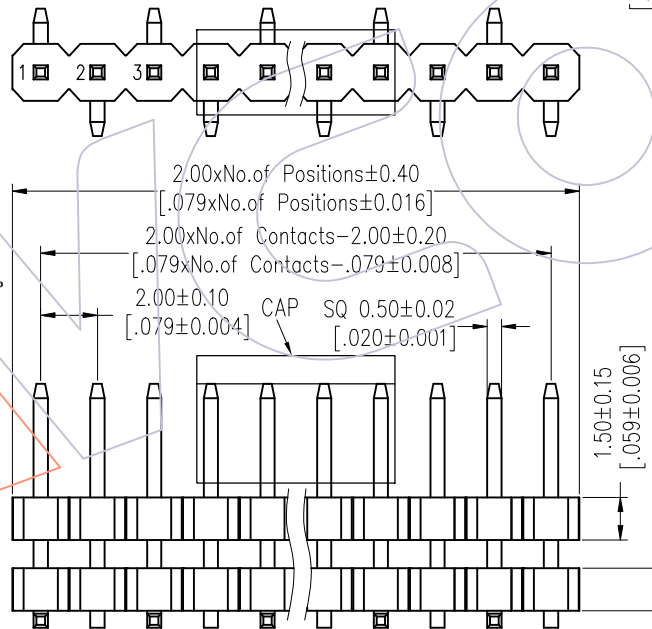 1 2 3
2.00xNo.of Positions±0.40
[.079xNo.of Positions±0.016]
2.00xNo.of Contacts-2.00±0.20
[.079xNo.of Contacts-.079±0.008]
2.00±0.10
[.079±0.004]
CAP
SQ 0.50±0.02
[.020±0.001]
1.50±0.15
[.059±0.006]